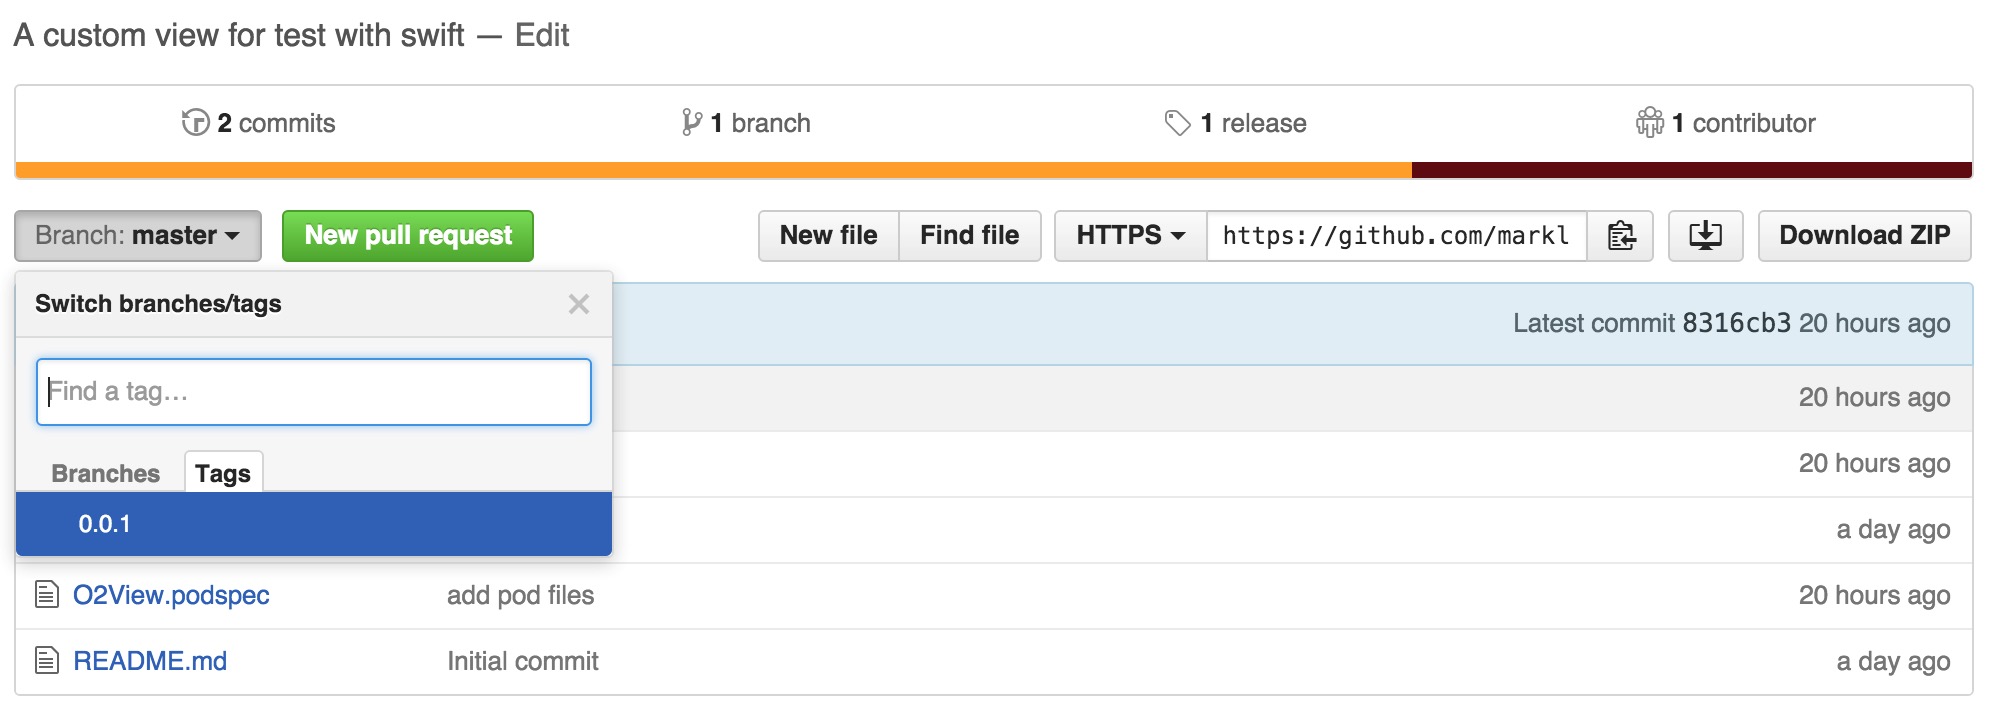 A custom view for test with swift — Edit
2 commits
1 branch
1 release
1 contributor
Branch: master
New pull request
New file
Find file
HTTPS
https://github.com/markl
Download ZIP
Switch branches/tags
Latest commit 8316cb3 20 hours ago
Find a tag...
20 hours ago
20 hours ago
Branches
Tags
0.0.1
a day ago
O2View.podspec
add pod files
20 hours ago
README.md
Initial commit
a day ago